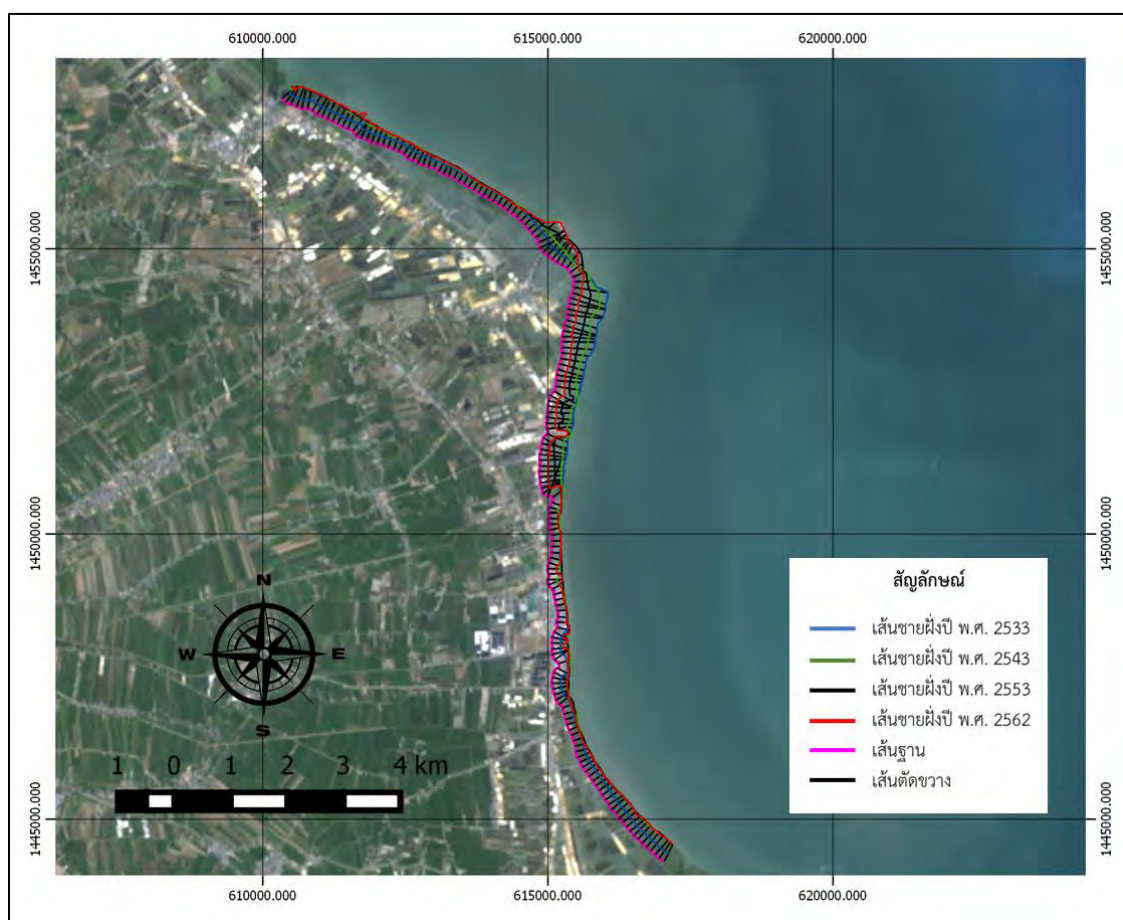 610000.000 615000.000 620000.000
1455000.000 1455000.000
1450000.000 1450000.000
สัญลักษณ์
เส้นชายฝั่งปี พ.ศ. 2533
เส้นชายฝั่งปี พ.ศ. 2543
เส้นชายฝั่งปี พ.ศ. 2553
เส้นชายฝั่งปี พ.ศ. 2562
เส้นฐาน
เส้นตัดขวาง
N
W E
S
1 0 1 2 3 4 km
1445000.000 1445000.000
610000.000 615000.000 620000.000